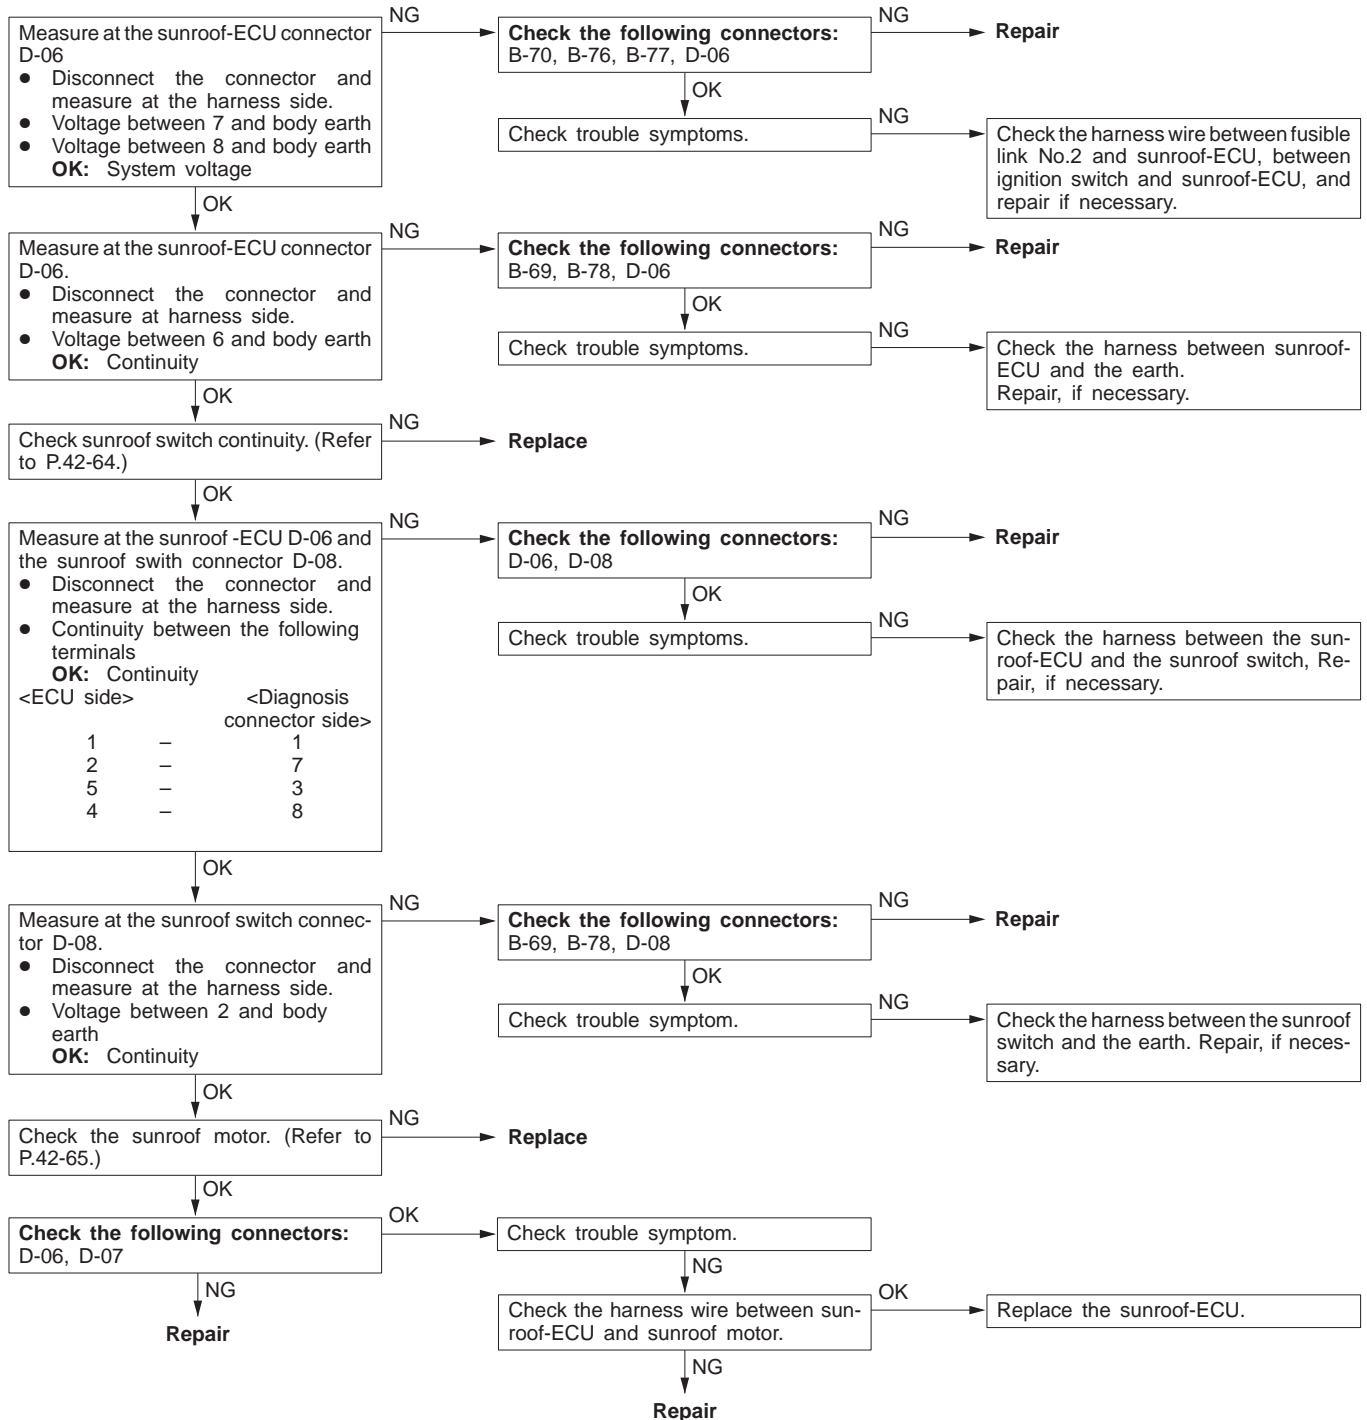 Measure at the sunroof-ECU connector
D-06
● Disconnect the connector and
measure at the harness side.
● Voltage between 7 and body earth
● Voltage between 8 and body earth
OK: System voltage
NG
Check the following connectors:
B-70, B-76, B-77, D-06
NG
Repair
OK
Check trouble symptoms.
NG
Check the harness wire between fusible
link No.2 and sunroof-ECU, between
ignition switch and sunroof-ECU, and
repair if necessary.
OK
Measure at the sunroof-ECU connector
D-06.
● Disconnect the connector and
measure at harness side.
● Voltage between 6 and body earth
OK: Continuity
NG
Check the following connectors:
B-69, B-78, D-06
NG
Repair
OK
Check trouble symptoms.
NG
Check the harness between sunroof-
ECU and the earth.
Repair, if necessary.
OK
Check sunroof switch continuity. (Refer
to P.42-64.)
NG
Replace
OK
Measure at the sunroof -ECU D-06 and
the sunroof swith connector D-08.
● Disconnect the connector and
measure at the harness side.
● Continuity between the following
terminals
OK: Continuity
<ECU side> <Diagnosis
connector side>
1 – 1
2 – 7
5 – 3
4 – 8
NG
Check the following connectors:
D-06, D-08
NG
Repair
OK
Check trouble symptoms.
NG
Check the harness between the sun-
roof-ECU and the sunroof switch, Re-
pair, if necessary.
OK
Measure at the sunroof switch connec-
tor D-08.
● Disconnect the connector and
measure at the harness side.
● Voltage between 2 and body
earth
OK: Continuity
NG
Check the following connectors:
B-69, B-78, D-08
NG
Repair
OK
Check trouble symptom.
NG
Check the harness between the sunroof
switch and the earth. Repair, if neces-
sary.
OK
Check the sunroof motor. (Refer to
P.42-65.)
NG
Replace
OK
Check the following connectors:
D-06, D-07
OK
Check trouble symptom.
NG
Repair
NG
Check the harness wire between sun-
roof-ECU and sunroof motor.
OK
Replace the sunroof-ECU.
NG
Repair